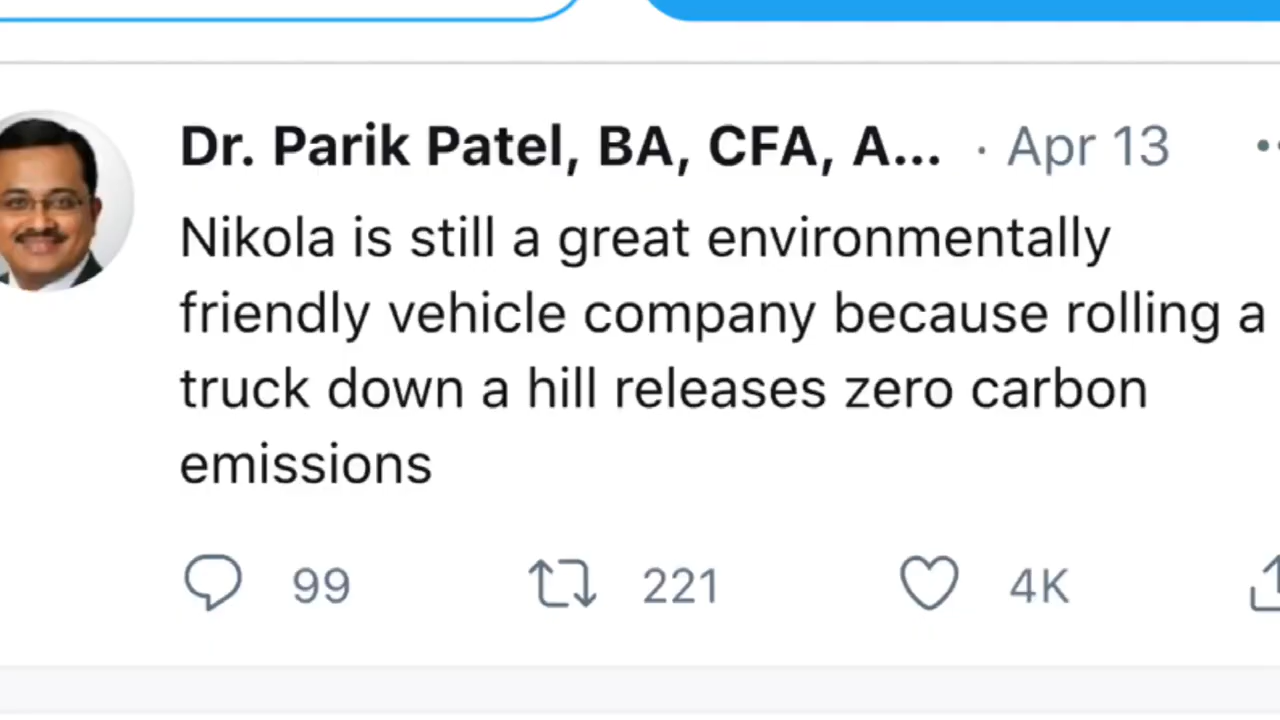 Dr. Parik Patel, BA, CFA, A... · Apr 13
Nikola is still a great environmentally
friendly vehicle company because rolling a
truck down a hill releases zero carbon
emissions
99 221 4K